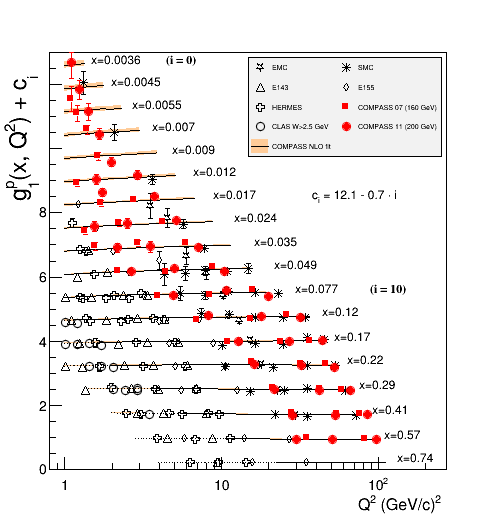 x=0.0036 (i = 0)
x=0.0045
x=0.0055
x=0.007
x=0.009
x=0.012
x=0.017
x=0.024
x=0.035
x=0.049
x=0.077 (i = 10)
x=0.12
x=0.17
x=0.22
x=0.29
x=0.41
x=0.57
x=0.74
EMC SMC
E143 E155
HERMES COMPASS 07 (160 GeV)
CLAS W>2.5 GeV COMPASS 11 (200 GeV)
COMPASS NLO fit
c_i = 12.1 - 0.7 · i
g_1^p(x, Q²) + c_i
8
6
4
2
0
1 10 10²
Q² (GeV/c)²